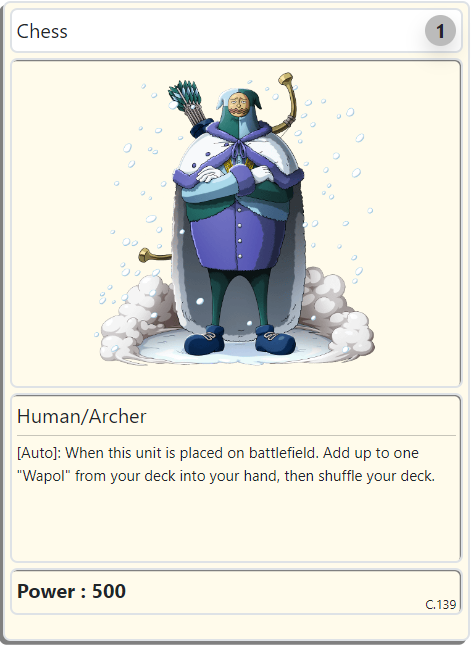 Chess
1
Human/Archer
[Auto]: When this unit is placed on battlefield. Add up to one
"Wapol" from your deck into your hand, then shuffle your deck.
Power : 500
C.139